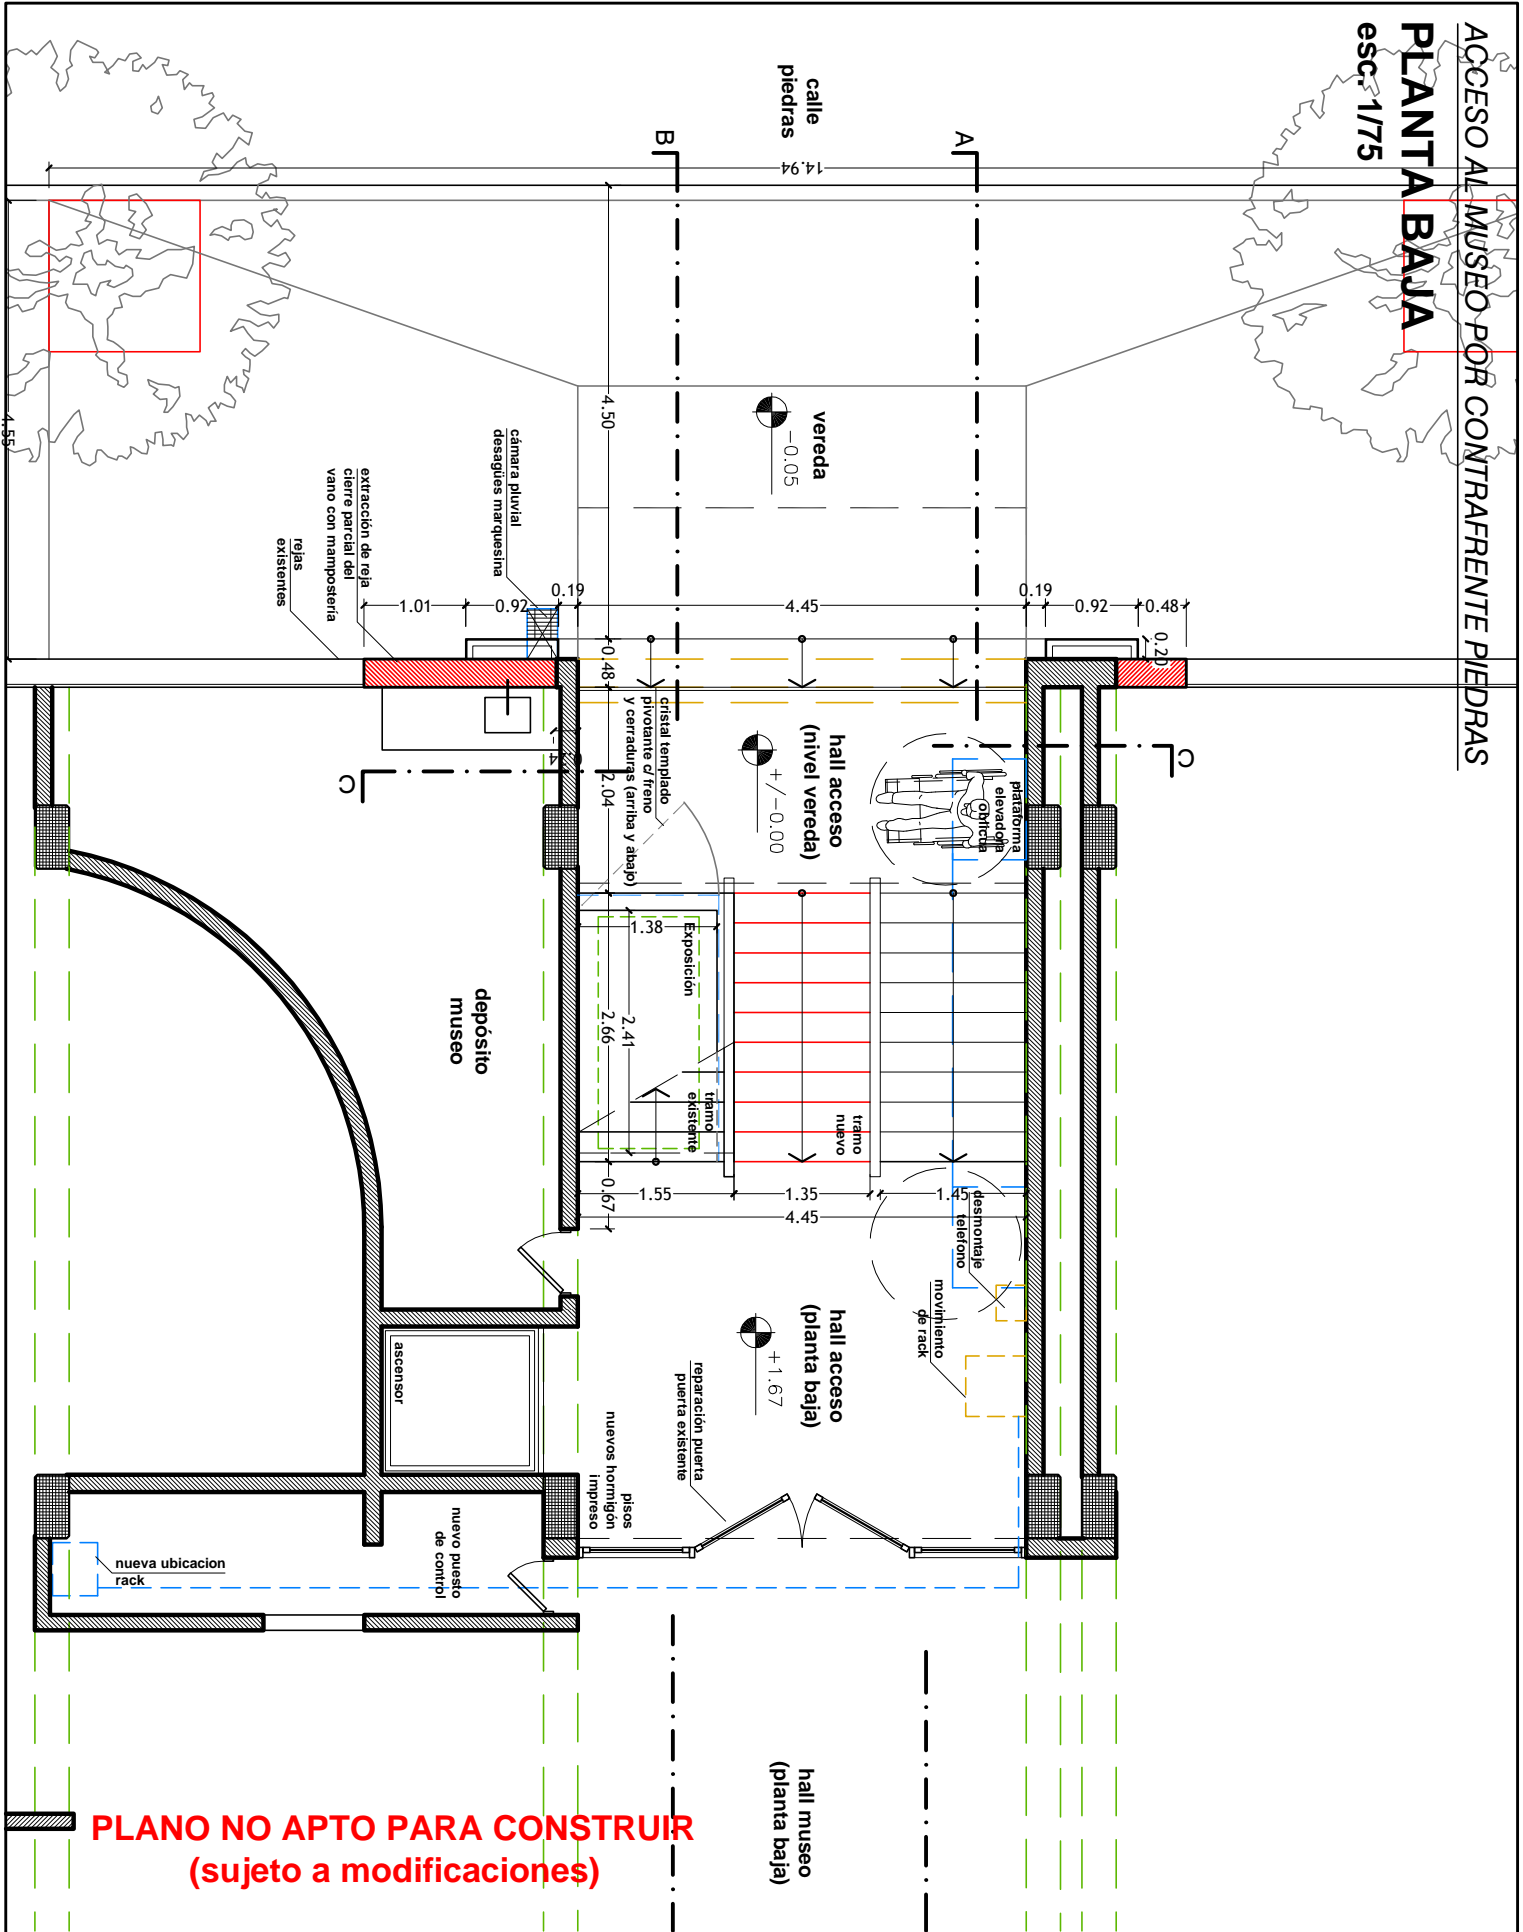 ACCESO AL MUSEO POR CONTRAFRENTE PIEDRAS
PLANTA BAJA
esc. 1/75
calle
piedras
14.94
B
A
4.50
vereda
-0.05
4.55
cámara pluvial
desagües marquesina
extracción de reja
cierre parcial del
vano con mampostería
rejas
existentes
1.01
0.92
0.19
4.45
0.19
0.92
0.48
0.20
0.48
cristal templado
pivotante c/ freno
y cerraduras (arriba y abajo)
hall acceso
(nivel vereda)
+/-0.00
plataforma
elevadora
oblicua
C
C
2.04
1.38
Exposición
2.41
2.66
depósito
museo
tramo
existente
tramo
nuevo
0.67
1.55
1.35
1.45
4.45
desmontaje
telefono
movimiento
de rack
hall acceso
(planta baja)
+1.67
reparación puerta
puerta existente
ascensor
pisos
nuevos hormigón
impreso
nuevo puesto
de control
nueva ubicacion
rack
hall museo
(planta baja)
PLANO NO APTO PARA CONSTRUIR
(sujeto a modificaciones)